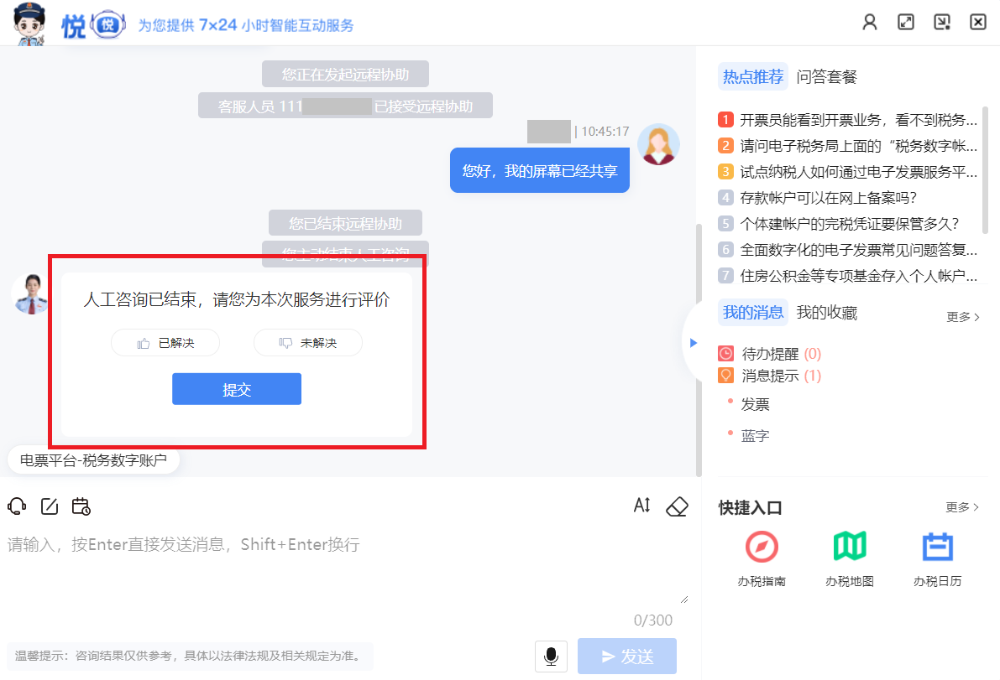 悦 悦 为您提供 7×24 小时智能互动服务
您正在发起远程协助
客服人员 111 已接受远程协助
10:45:17
您好，我的屏幕已经共享
您已结束远程协助
您主动结束人工咨询
人工咨询已结束，请您为本次服务进行评价
已解决 未解决
提交
电票平台-税务数字账户
请输入，按Enter直接发送消息，Shift+Enter换行
0/300
温馨提示：咨询结果仅供参考，具体以法律法规及相关规定为准。
发送
热点推荐 问答套餐
1 开票员能看到开票业务，看不到税务...
2 请问电子税务局上面的“税务数字帐...
3 试点纳税人如何通过电子发票服务平...
4 存款帐户可以在网上备案吗？
5 个体建帐户的完税凭证要保管多久？
6 全面数字化的电子发票常见问题答复...
7 住房公积金等专项基金存入个人帐户...
我的消息 我的收藏 更多
待办提醒 (0)
消息提示 (1)
发票
蓝字
快捷入口 更多
办税指南 办税地图 办税日历